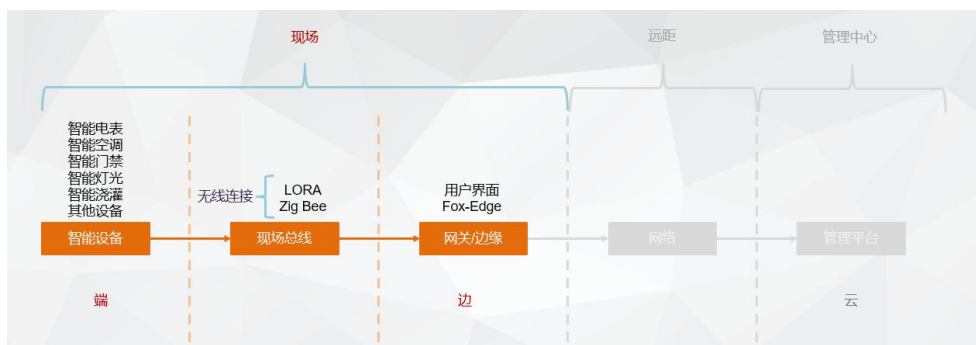 现场
远距
管理中心
智能电表
智能空调
智能门禁
智能灯光
智能浇灌
其他设备
无线连接
LORA
Zig Bee
用户界面
Fox-Edge
智能设备
现场总线
网关/边缘
网络
管理平台
端
边
云